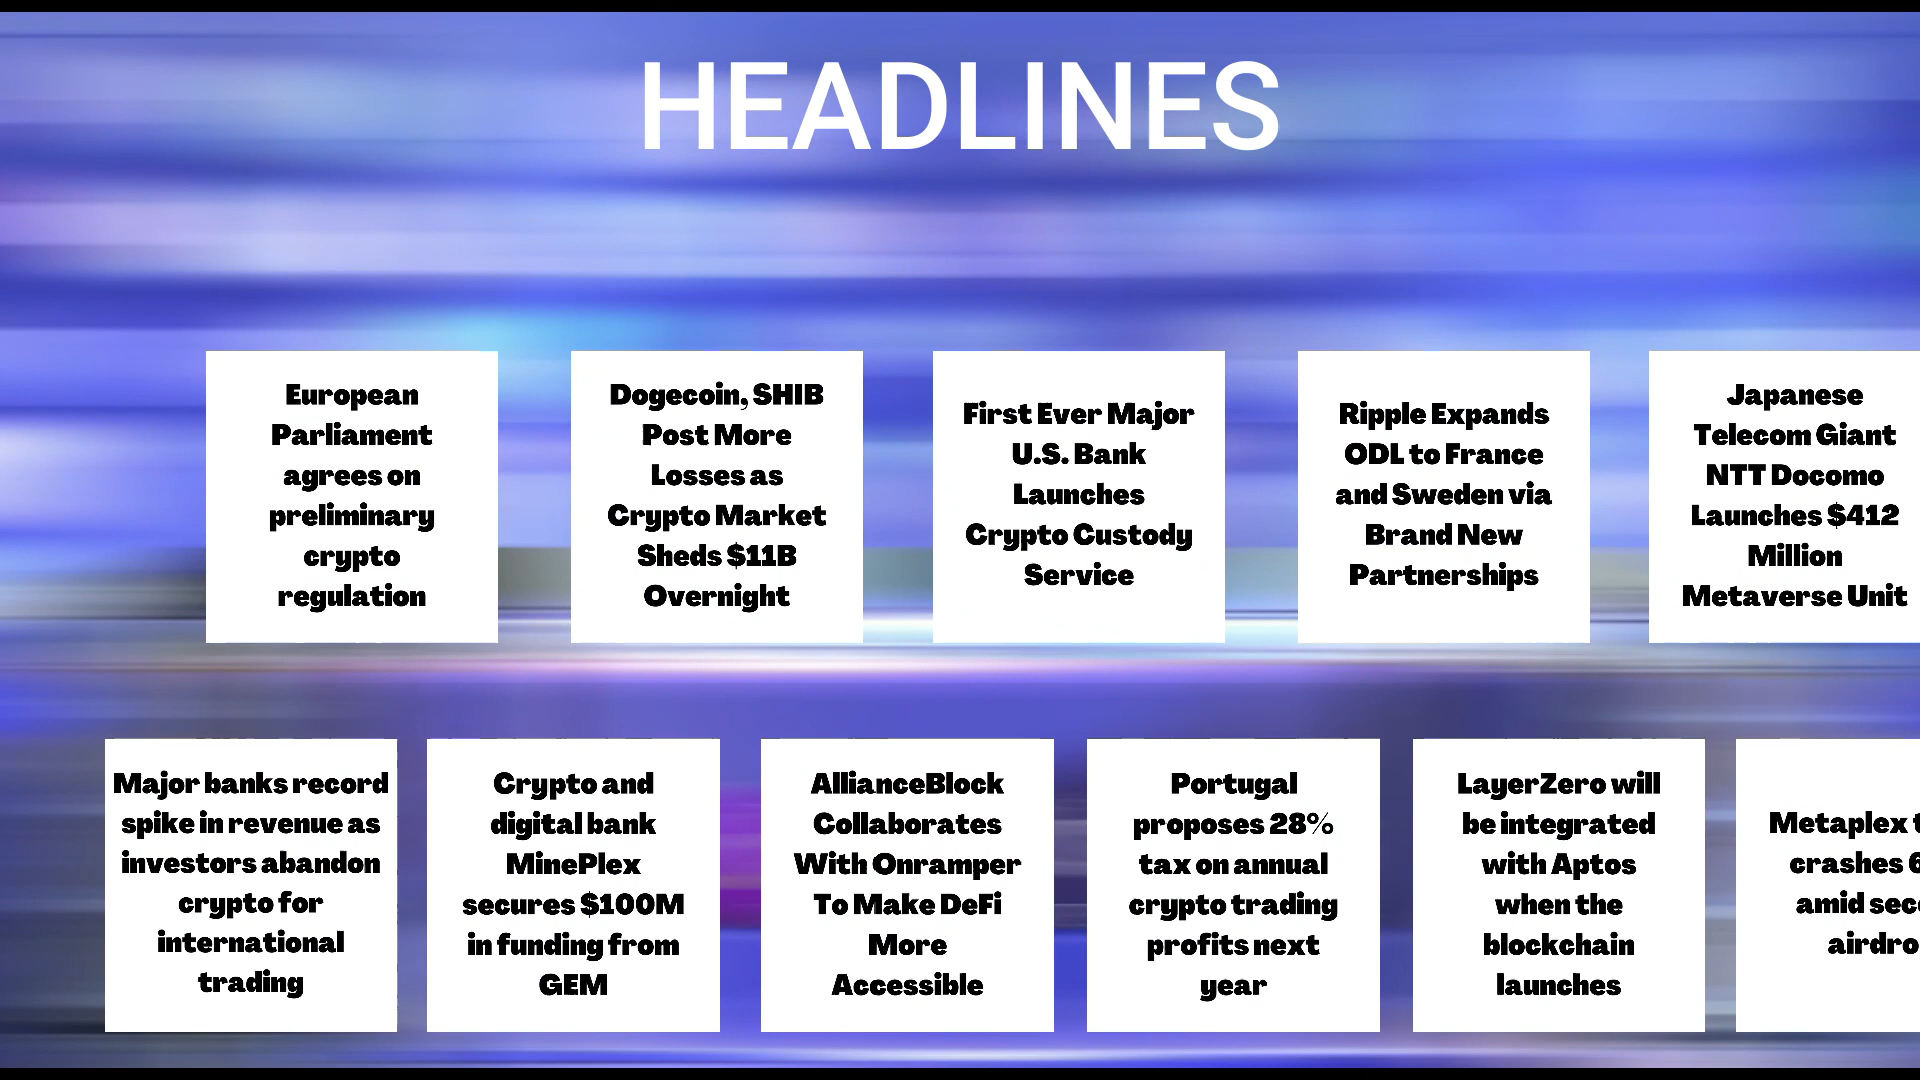 HEADLINES
European
Parliament
agrees on
preliminary
crypto
regulation
Dogecoin, SHIB
Post More
Losses as
Crypto Market
Sheds $11B
Overnight
First Ever Major
U.S. Bank
Launches
Crypto Custody
Service
Ripple Expands
ODL to France
and Sweden via
Brand New
Partnerships
Japanese
Telecom Giant
NTT Docomo
Launches $412
Million
Metaverse Unit
Major banks record
spike in revenue as
investors abandon
crypto for
international
trading
Crypto and
digital bank
MinePlex
secures $100M
in funding from
GEM
AllianceBlock
Collaborates
With Onramper
To Make DeFi
More
Accessible
Portugal
proposes 28%
tax on annual
crypto trading
profits next
year
LayerZero will
be integrated
with Aptos
when the
blockchain
launches
Metaplex
crashes
amid